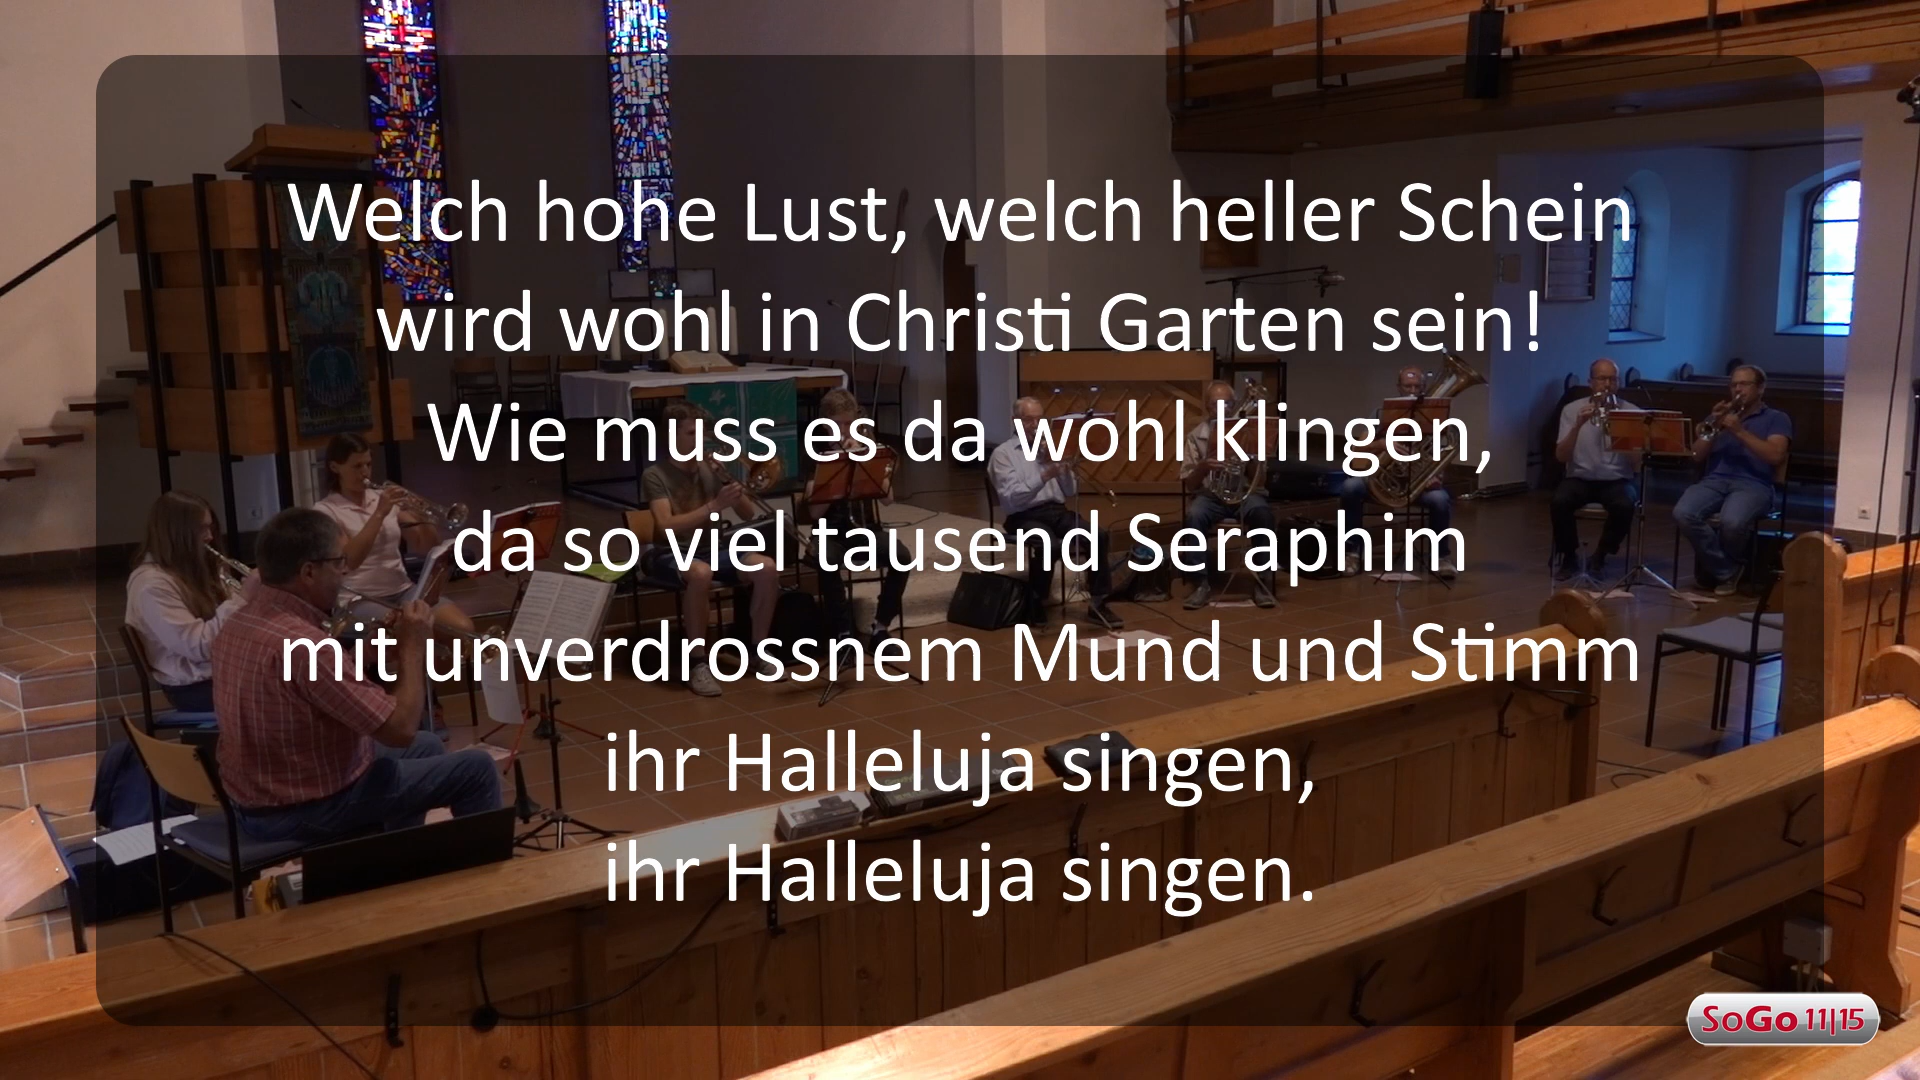 Welch hohe Lust, welch heller Schein
wird wohl in Christi Garten sein!
Wie muss es da wohl klingen,
da so viel tausend Seraphim
mit unverdrossnem Mund und Stimm
ihr Halleluja singen,
ihr Halleluja singen.
SoGo 11|15